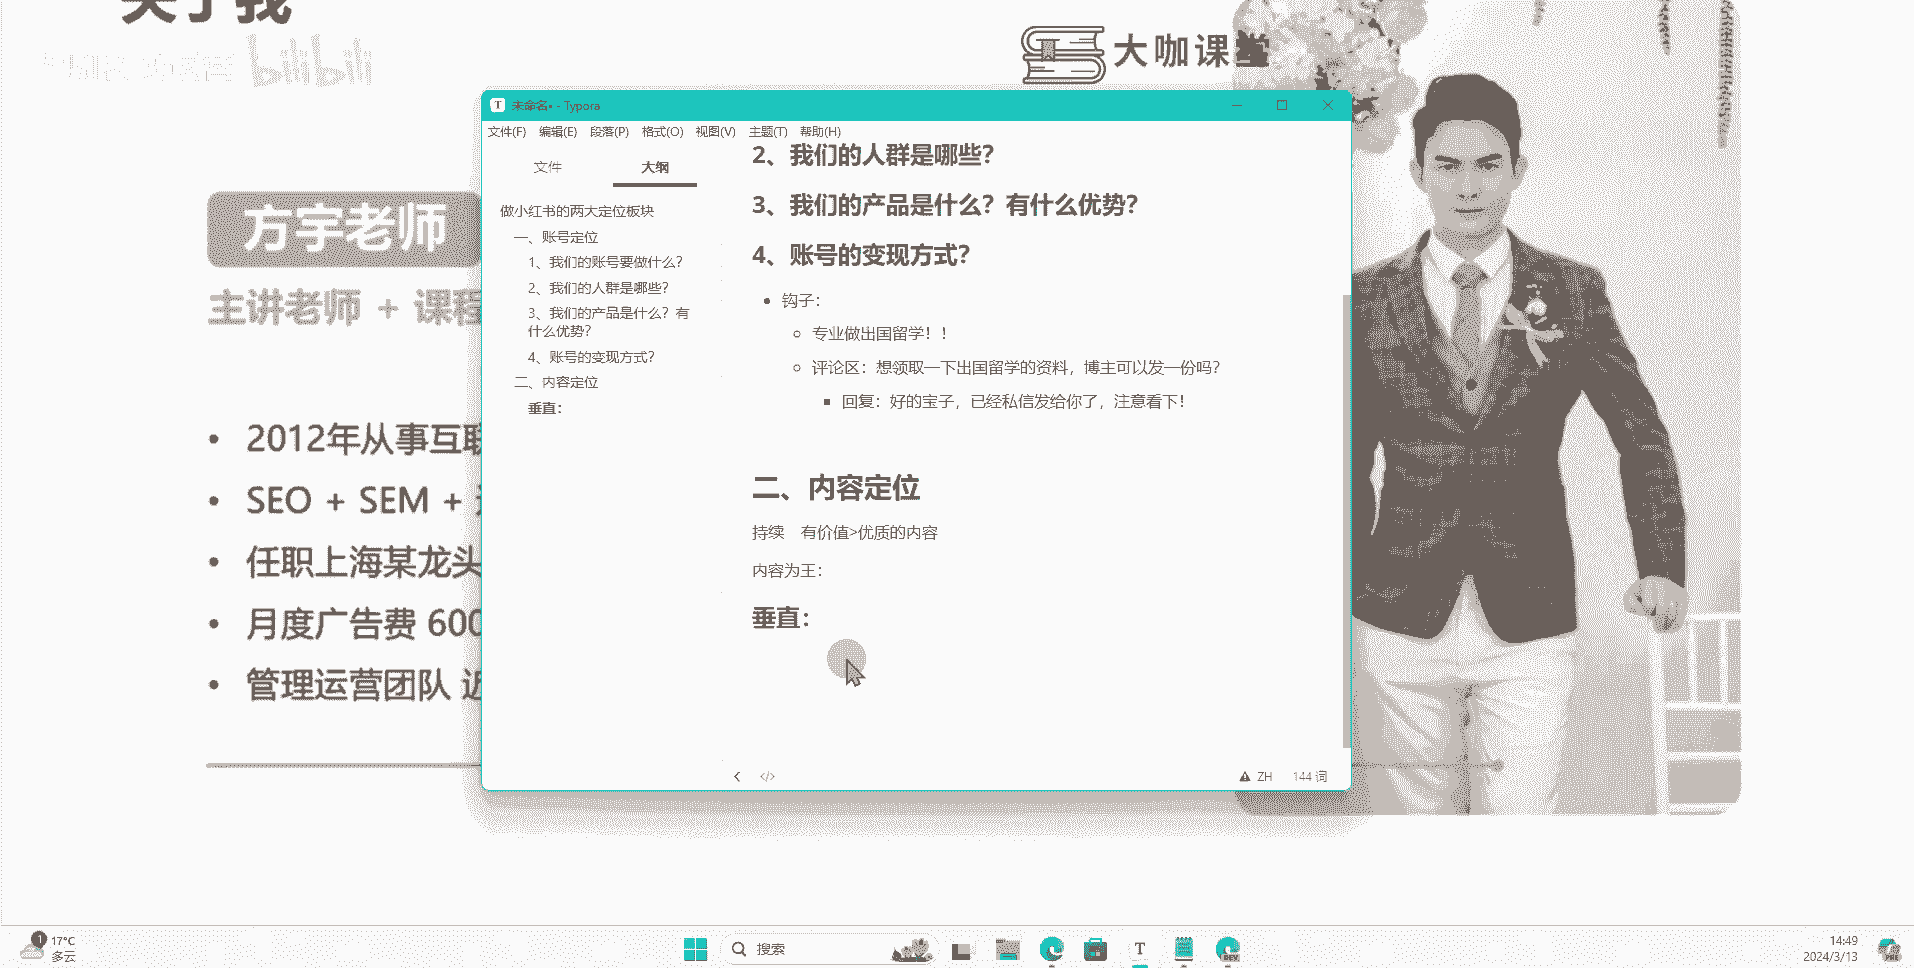 关于我
bilibili
大咖课堂
方宇老师
主讲老师 + 课程
2012年从事互联
SEO + SEM +
任职上海某龙头
月度广告费 600
管理运营团队 近
未命名• - Typora
文件(F) 编辑(E) 段落(P) 格式(O) 视图(V) 主题(T) 帮助(H)
文件 大纲
做小红书的两大定位板块
一、账号定位
1、我们的账号要做什么?
2、我们的人群是哪些?
3、我们的产品是什么? 有
什么优势?
4、账号的变现方式?
二、内容定位
垂直:
2、我们的人群是哪些?
3、我们的产品是什么? 有什么优势?
4、账号的变现方式?
钩子:
专业做出国留学! !
评论区: 想领取一下出国留学的资料, 博主可以发一份吗?
回复: 好的宝子, 已经私信发给你了, 注意看下!
二、内容定位
持续 有价值>优质的内容
内容为王:
垂直:
</> ZH 144 词
1
17°C
多云
搜索
T
DEV
14:49
2024/3/13
PRE